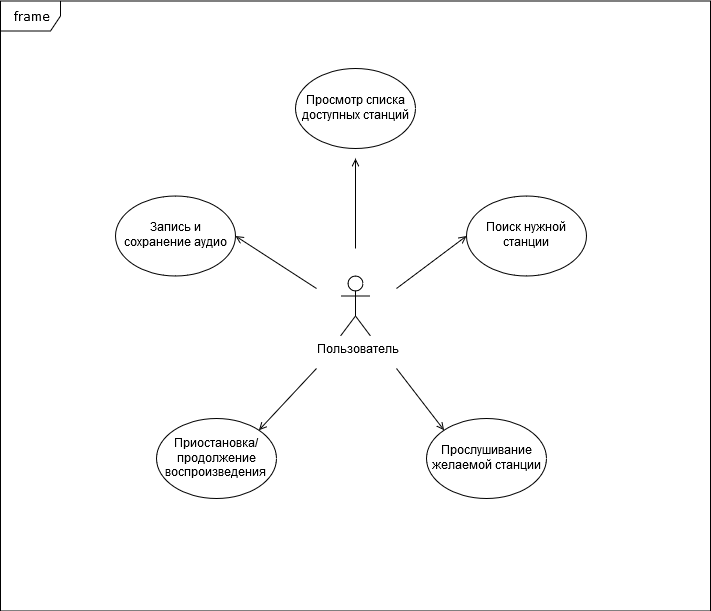 frame
Просмотр списка
доступных станций
Запись и
сохранение аудио
Поиск нужной
станции
Пользователь
Приостановка/
продолжение
воспроизведения
Прослушивание
желаемой станции